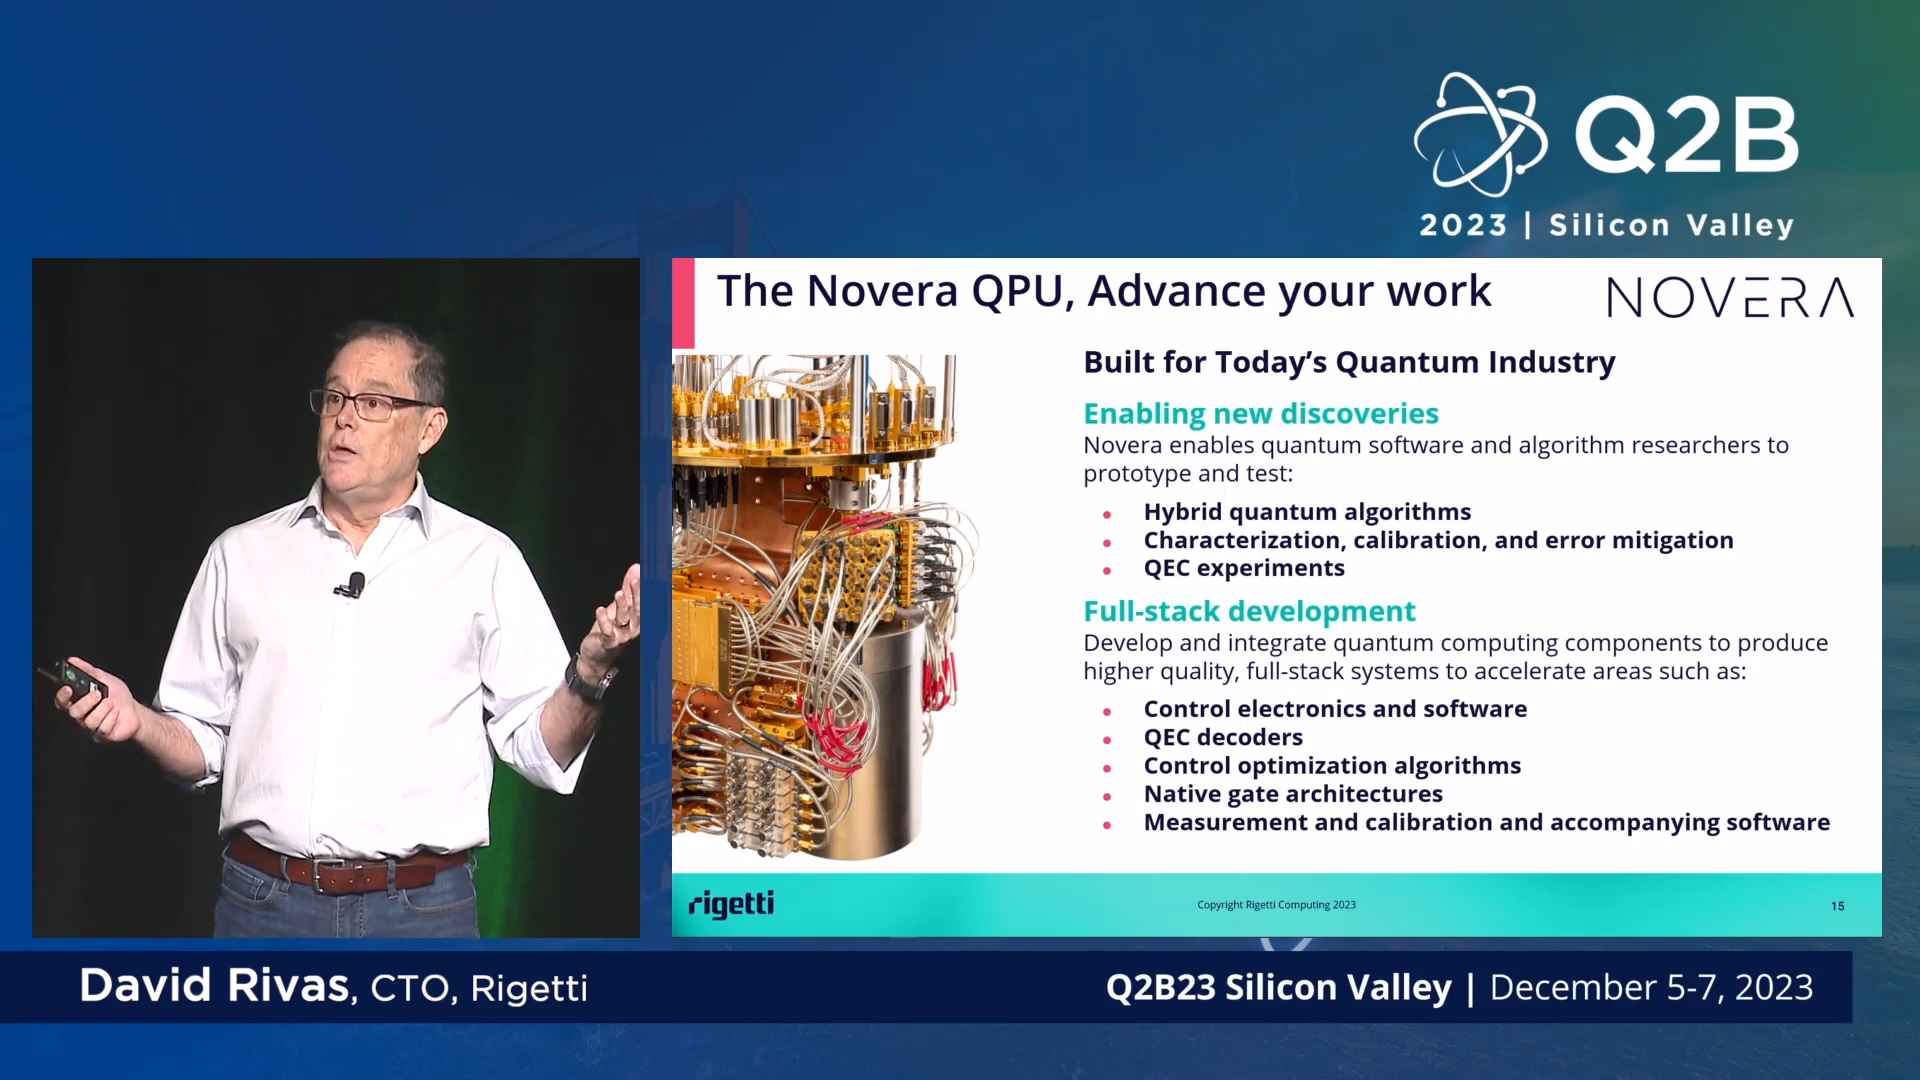 Q2B
2023 | Silicon Valley
The Novera QPU, Advance your work
NOVERA
Built for Today’s Quantum Industry
Enabling new discoveries
Novera enables quantum software and algorithm researchers to
prototype and test:
• Hybrid quantum algorithms
• Characterization, calibration, and error mitigation
• QEC experiments
Full-stack development
Develop and integrate quantum computing components to produce
higher quality, full-stack systems to accelerate areas such as:
• Control electronics and software
• QEC decoders
• Control optimization algorithms
• Native gate architectures
• Measurement and calibration and accompanying software
rigetti
Copyright Rigetti Computing 2023
15
David Rivas, CTO, Rigetti
Q2B23 Silicon Valley | December 5-7, 2023